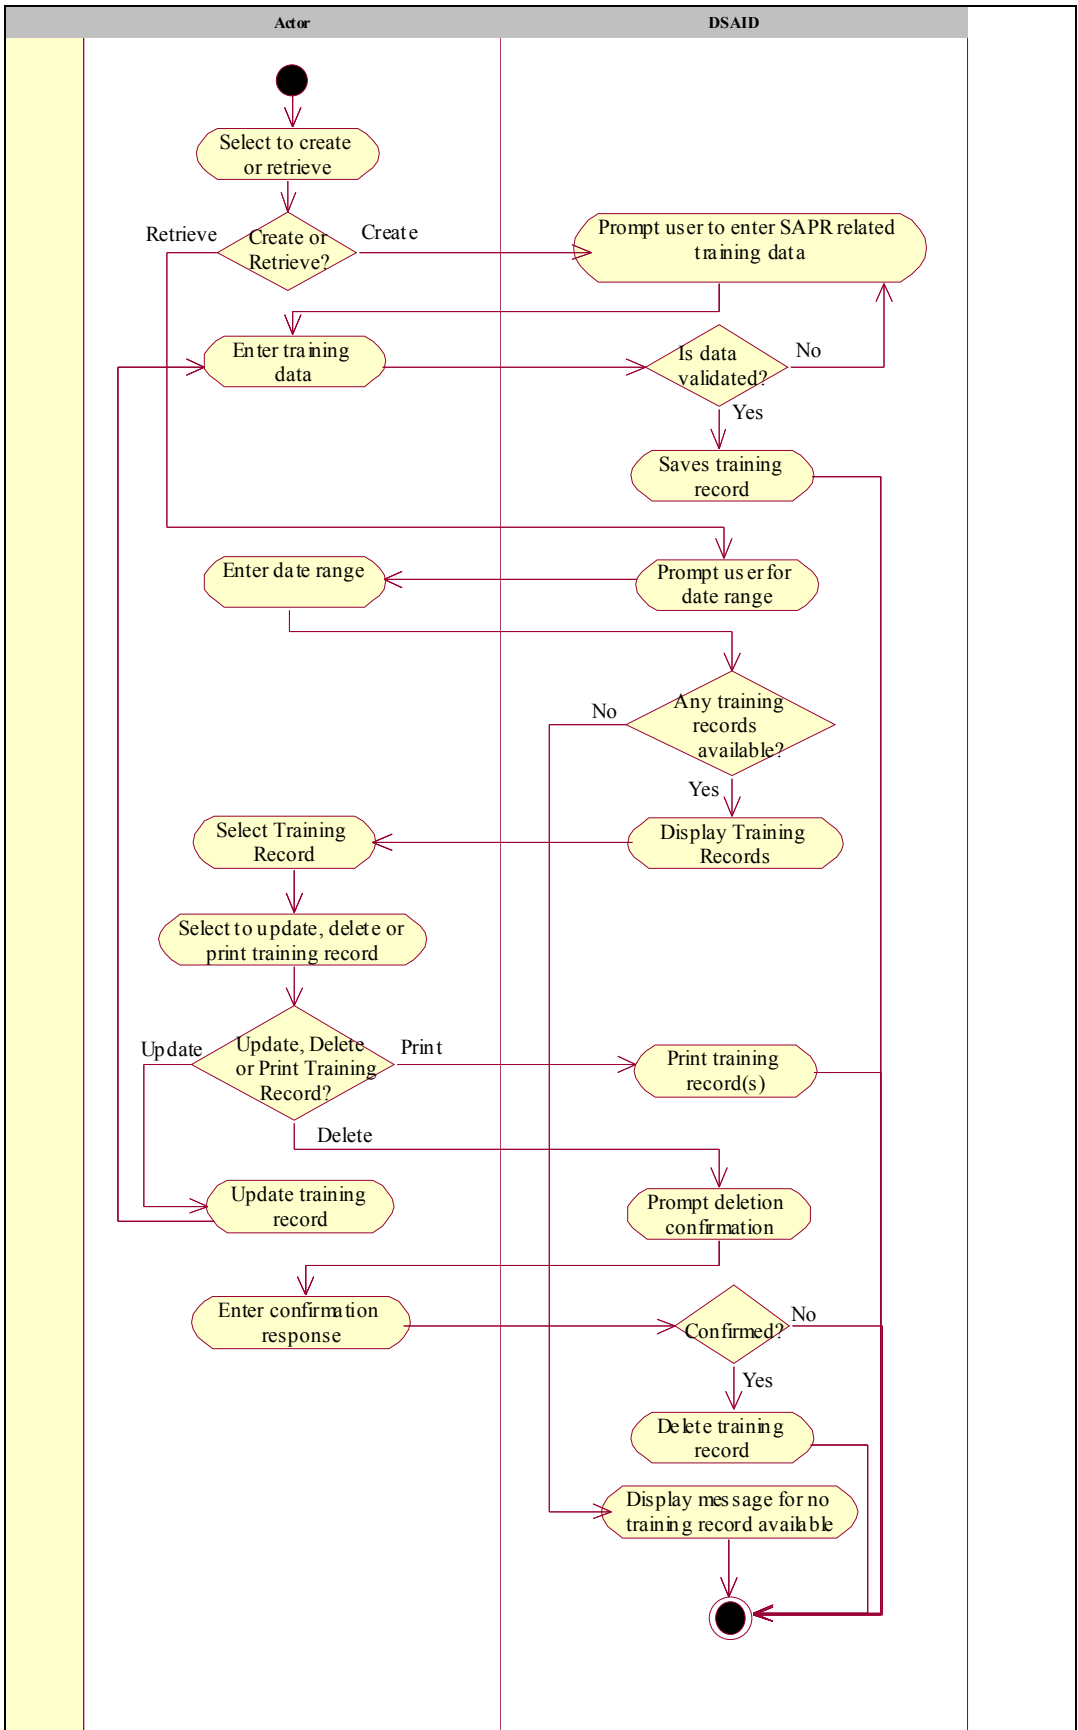 Actor
DSAID
Select to create
or retrieve
Retrieve
Create or
Retrieve?
Create
Prompt user to enter SAPR related
training data
Enter training
data
Is data
validated?
No
Yes
Saves training
record
Enter date range
Prompt user for
date range
No
Any training
records
available?
Yes
Select Training
Record
Display Training
Records
Select to update, delete or
print training record
Update
Update, Delete
or Print Training
Record?
Print
Print training
record(s)
Delete
Update training
record
Prompt deletion
confirmation
Enter confirmation
response
Confirmed?
No
Yes
Delete training
record
Display message for no
training record available